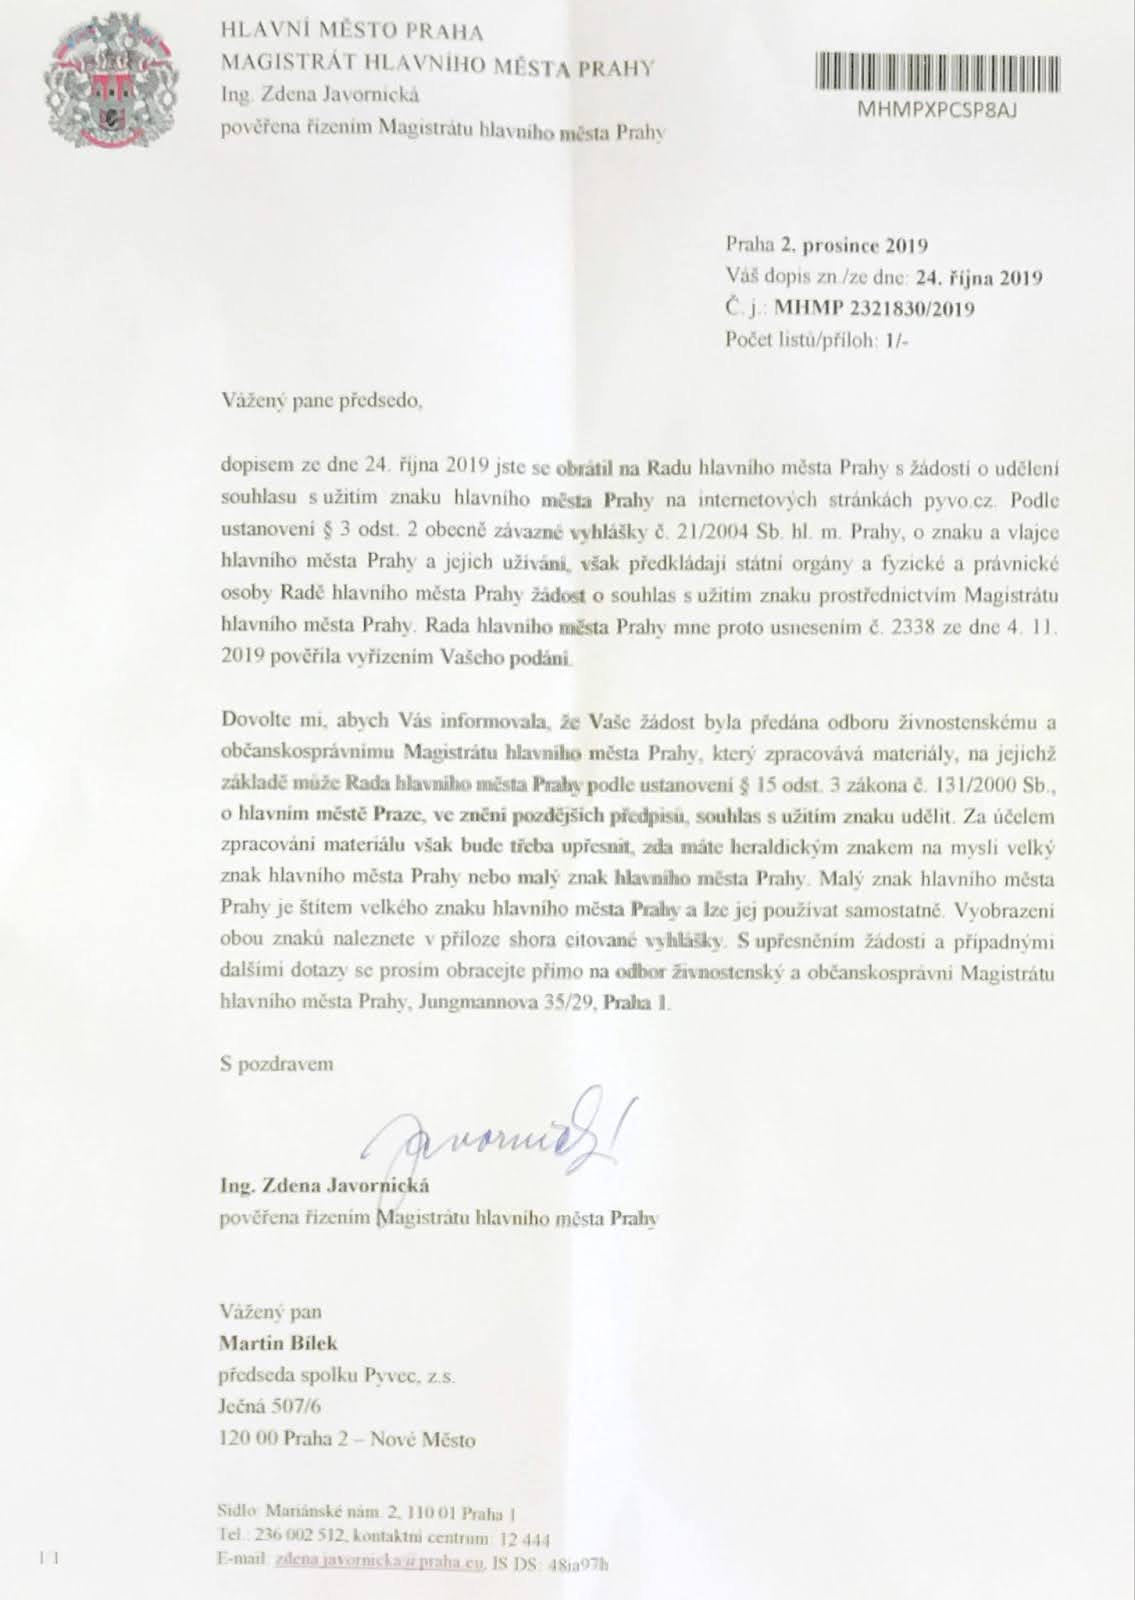 HLAVNÍ MĚSTO PRAHA
MAGISTRÁT HLAVNÍHO MĚSTA PRAHY
Ing. Zdena Javornická
pověřena řízením Magistrátu hlavního města Prahy
MHMPXPCSP8AJ
Praha 2. prosince 2019
Váš dopis zn./ze dne: 24. října 2019
Č. j.: MHMP 2321830/2019
Počet listů/příloh: 1/-
Vážený pane předsedo,
dopisem ze dne 24. října 2019 jste se obrátil na Radu hlavního města Prahy s žádostí o udělení
souhlasu s užitím znaku hlavního města Prahy na internetových stránkách pyvo.cz. Podle
ustanovení § 3 odst. 2 obecně závazné vyhlášky č. 21/2004 Sb. hl. m. Prahy, o znaku a vlajce
hlavního města Prahy a jejich užívání, však předkládají státní orgány a fyzické a právnické
osoby Radě hlavního města Prahy žádost o souhlas s užitím znaku prostřednictvím Magistrátu
hlavního města Prahy. Rada hlavního města Prahy mne proto usnesením č. 2338 ze dne 4. 11.
2019 pověřila vyřízením Vašeho podání.
Dovolte mi, abych Vás informovala, že Vaše žádost byla předána odboru živnostenskému a
občanskosprávnímu Magistrátu hlavního města Prahy, který zpracovává materiály, na jejichž
základě může Rada hlavního města Prahy podle ustanovení § 15 odst. 3 zákona č. 131/2000 Sb.,
o hlavním městě Praze, ve znění pozdějších předpisů, souhlas s užitím znaku udělit. Za účelem
zpracování materiálu však bude třeba upřesnit, zda máte heraldickým znakem na mysli velký
znak hlavního města Prahy nebo malý znak hlavního města Prahy. Malý znak hlavního města
Prahy je štítem velkého znaku hlavního města Prahy a lze jej používat samostatně. Vyobrazení
obou znaků naleznete v příloze shora citované vyhlášky. S upřesněním žádosti a případnými
dalšími dotazy se prosím obracejte přímo na odbor živnostenský a občanskosprávní Magistrátu
hlavního města Prahy, Jungmannova 35/29, Praha 1.
S pozdravem
Ing. Zdena Javornická
pověřena řízením Magistrátu hlavního města Prahy
Vážený pan
Martin Bílek
předseda spolku Pyvec, z.s.
Ječná 507/6
120 00 Praha 2 – Nové Město
Sídlo: Mariánské nám. 2, 110 01 Praha 1
Tel.: 236 002 512, kontaktní centrum: 12 444
E-mail: zdena.javornicka@praha.eu, IS DS: 48ia97h